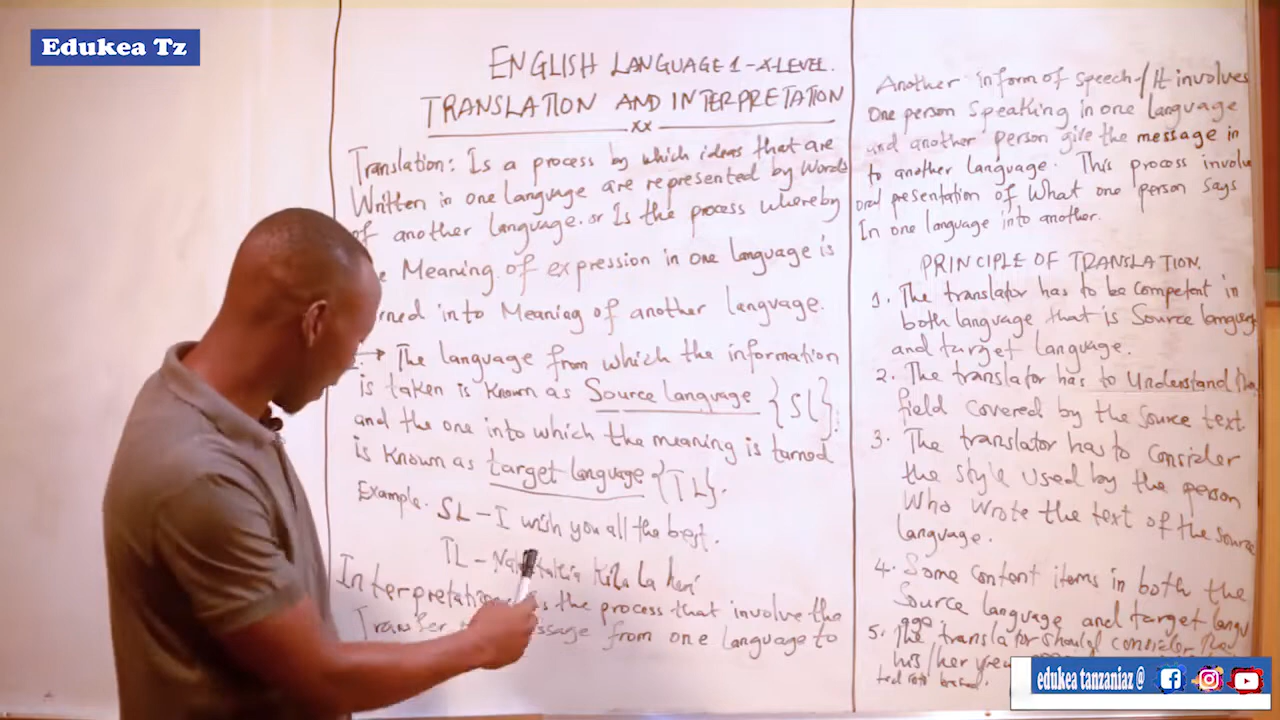 Edukea Tz
ENGLISH LANGUAGE 1 - A-LEVEL.
TRANSLATION AND INTERPRETATION
xx
Translation: Is a process by which ideas that are
Written in one language are represented by Words
of another language. or Is the process whereby
Meaning of expression in one language is
into Meaning of another language.
→ The language from which the information
is taken is known as Source language {SL}.
and the one into which the meaning is turned
is known as target language {TL}.
Example. SL - I wish you all the best.
TL - Kila la heri
Interpretation is the process that involve the
Transfer from one language to
Another in form of speech / It involves
One person speaking in one language
and another person give the message in
to another language. This process involve
oral presentation of what one person says
In one language into another.
PRINCIPLE OF TRANSLATION.
1. The translator has to be competent in
both language that is Source language
and target language.
2. The translator has to Understand the
field covered by the source text
3. The translator has to consider
the style used by the person
Who wrote the text of the source
language.
4. Some content items in both the
Source language and target langu
age.
5. The translator should consider
his/her
edukea tanzaniaz @